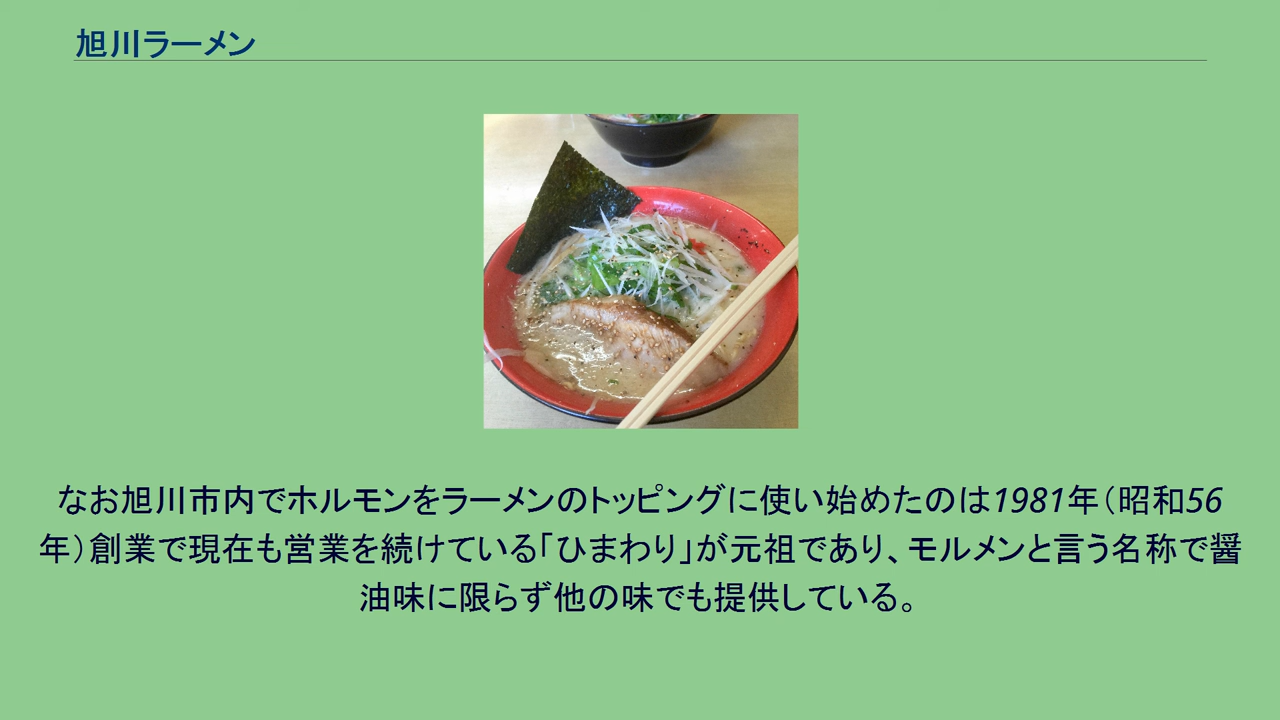 旭川ラーメン
なお旭川市内でホルモンをラーメンのトッピングに使い始めたのは1981年（昭和56
年）創業で現在も営業を続けている「ひまわり」が元祖であり、モルメンと言う名称で醤
油味に限らず他の味でも提供している。